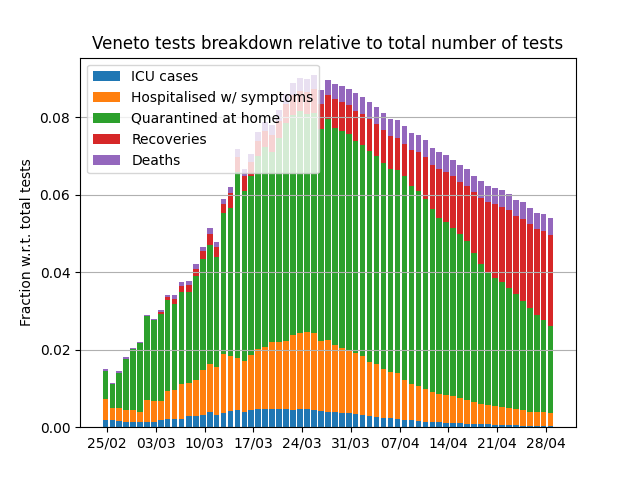 Veneto tests breakdown relative to total number of tests
ICU cases
Hospitalised w/ symptoms
Quarantined at home
Recoveries
Deaths
Fraction w.r.t. total tests
0.08
0.06
0.04
0.02
0.00
25/02 03/03 10/03 17/03 24/03 31/03 07/04 14/04 21/04 28/04